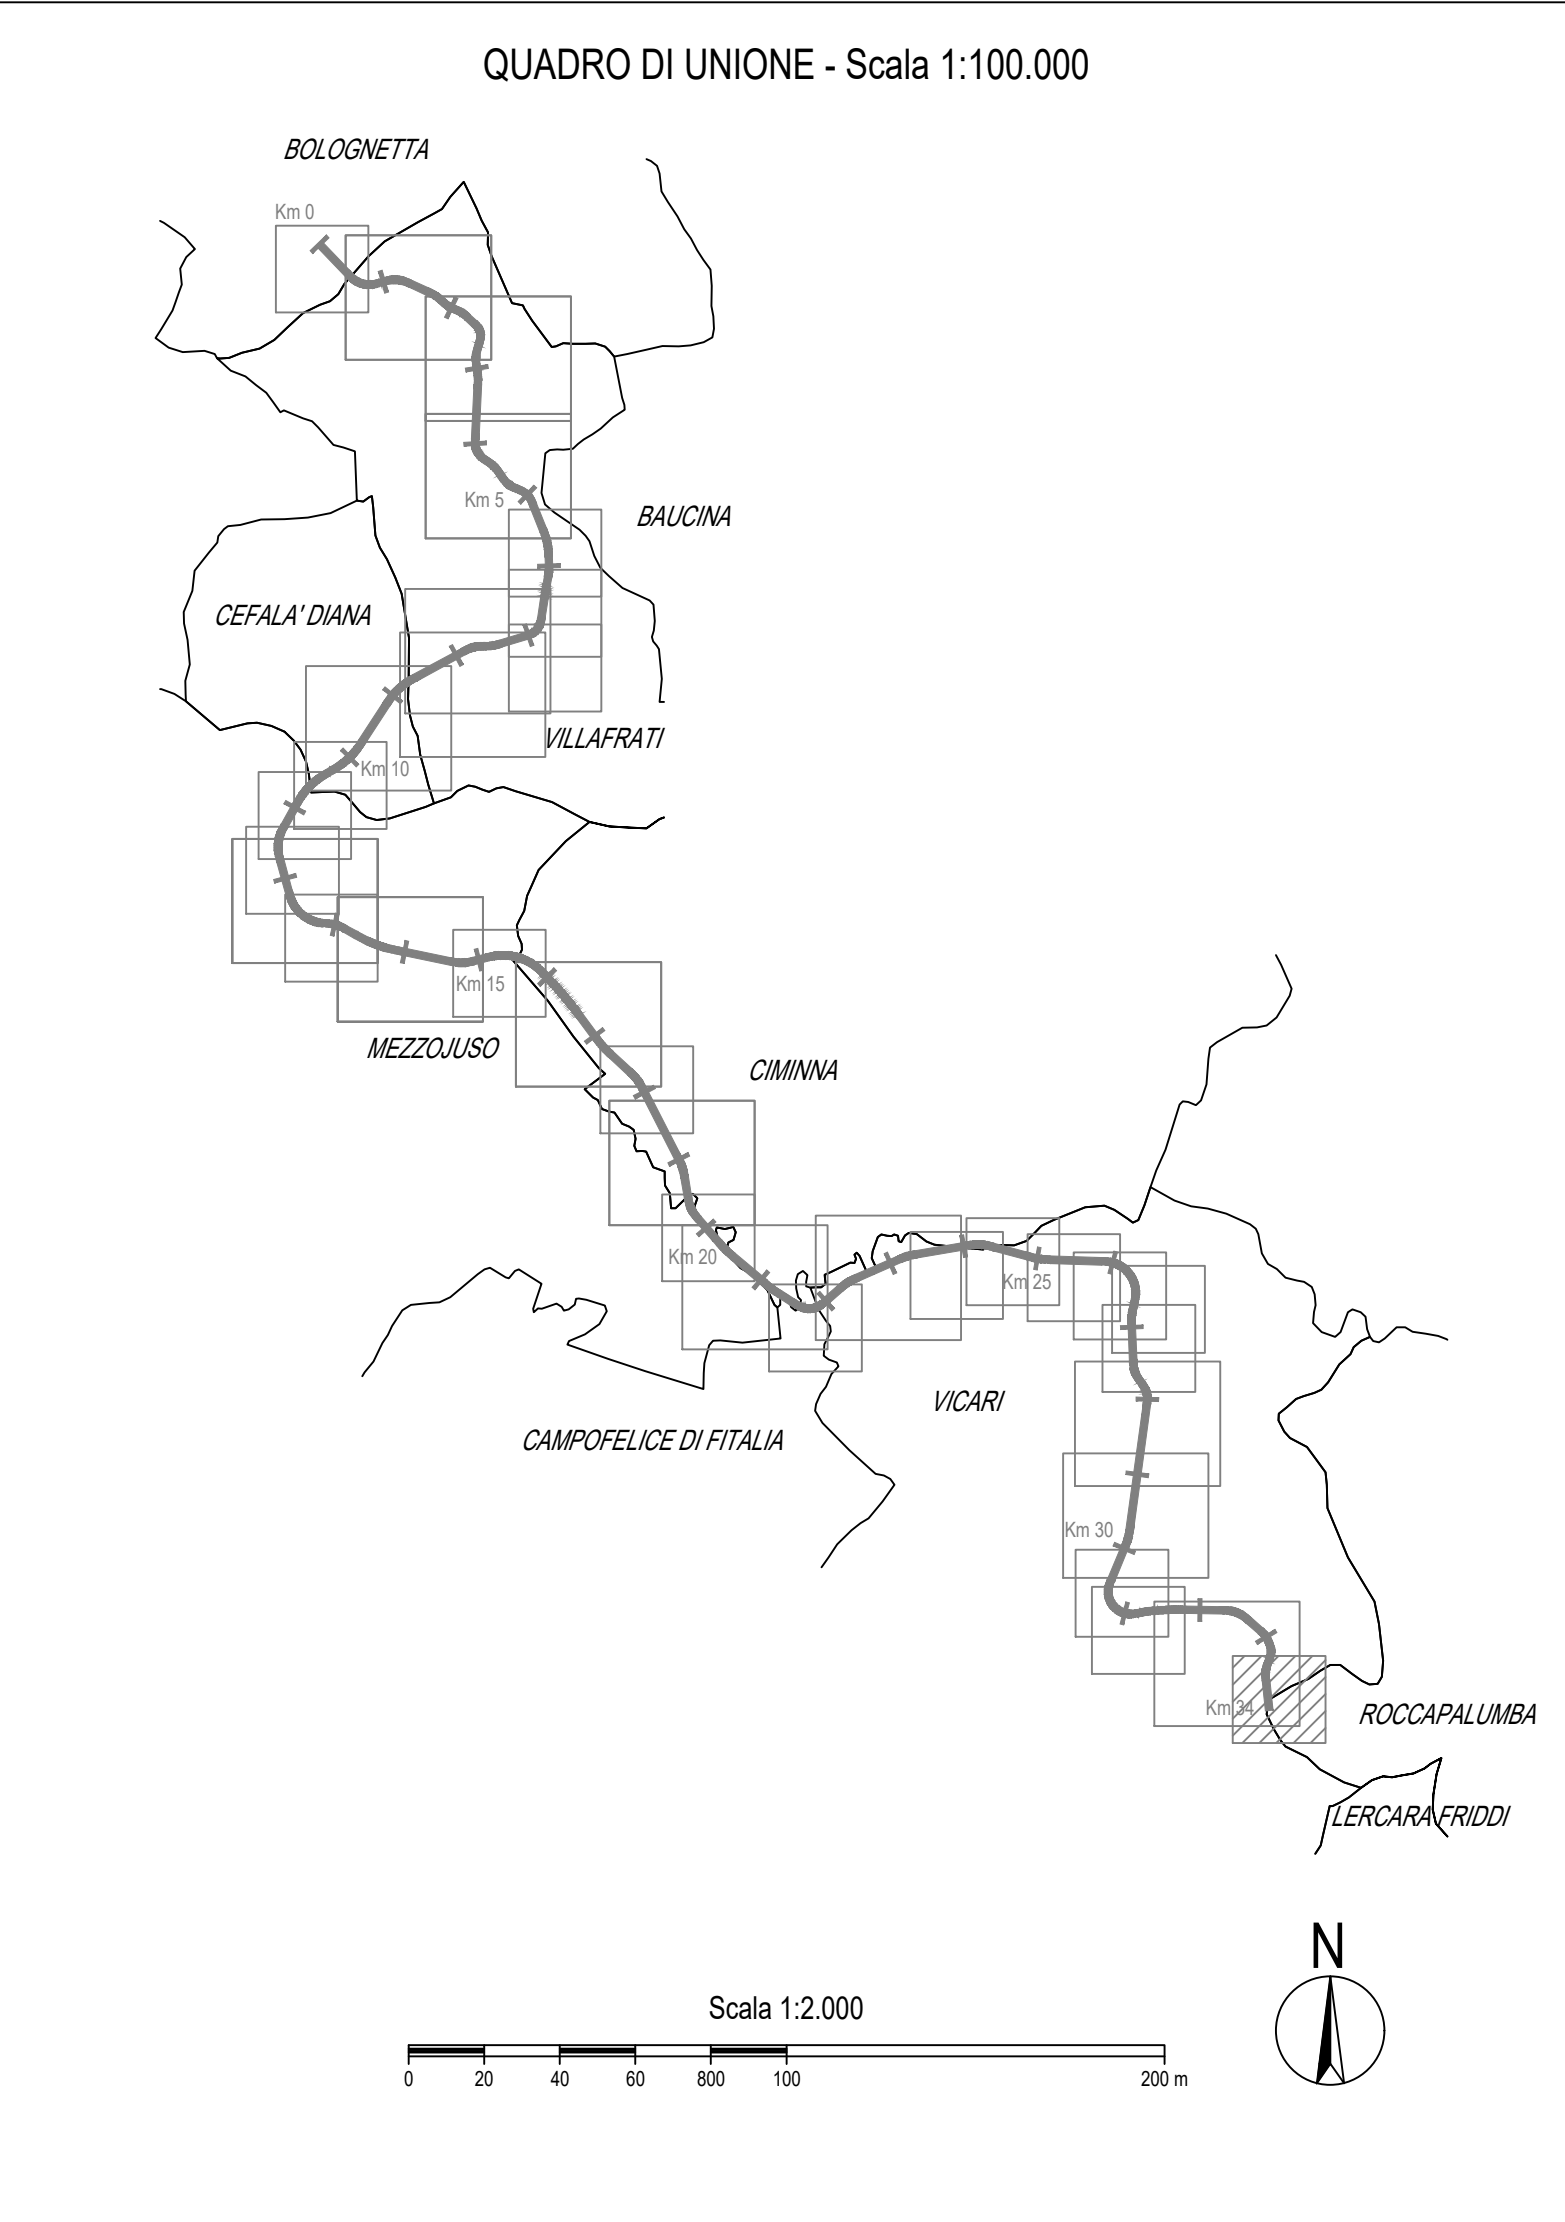 QUADRO DI UNIONE - Scala 1:100.000
BOLOGNETTA
Km 0
Km 5
BAUCINA
CEFALA' DIANA
VILLAFRATI
Km 10
Km 15
MEZZOJUSO
CIMINNA
Km 20
Km 25
VICARI
CAMPOFELICE DI FITALIA
Km 30
Km 34
ROCCAPALUMBA
LERCARA FRIDDI
N
Scala 1:2.000
0 20 40 60 800 100 200 m